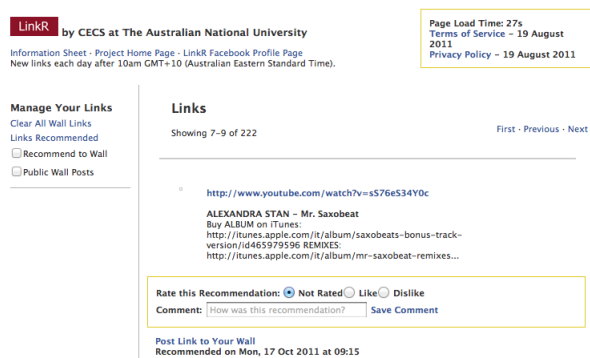 LinkR by CECS at The Australian National University
Page Load Time: 27s
Terms of Service – 19 August
2011
Privacy Policy – 19 August 2011
Information Sheet · Project Home Page · LinkR Facebook Profile Page
New links each day after 10am GMT+10 (Australian Eastern Standard Time).
Manage Your Links
Clear All Wall Links
Links Recommended
Recommend to Wall
Public Wall Posts
Links
Showing 7-9 of 222
First · Previous · Next
http://www.youtube.com/watch?v=sS76eS34Y0c
ALEXANDRA STAN - Mr. Saxobeat
Buy ALBUM on iTunes:
http://itunes.apple.com/it/album/saxobeats-bonus-track-
version/id465979596 REMIXES:
http://itunes.apple.com/it/album/mr-saxobeat-remixes...
Rate this Recommendation: Not Rated Like Dislike
Comment: How was this recommendation? Save Comment
Post Link to Your Wall
Recommended on Mon, 17 Oct 2011 at 09:15